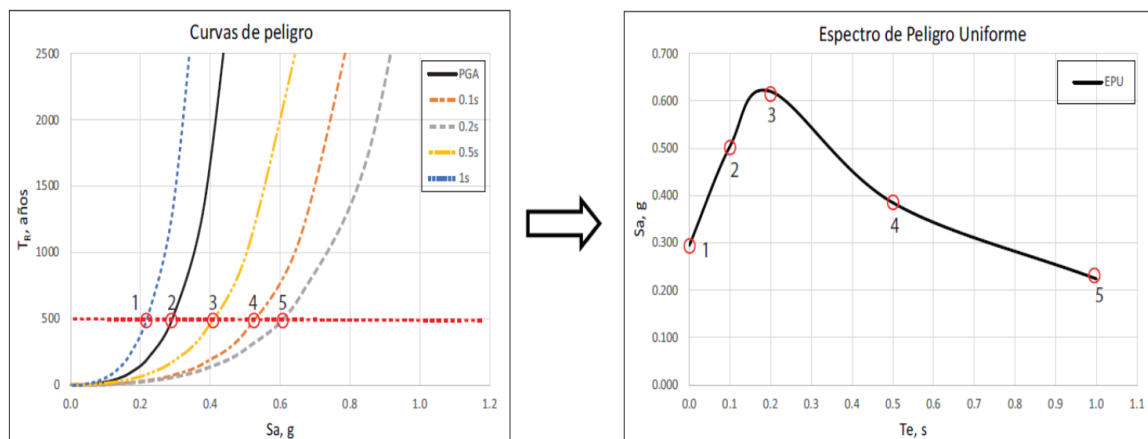 Curvas de peligro
2500
2000
1500
1000
500
0
T_R, años
PGA
0.1s
0.2s
0.5s
1s
1 2 3 4 5
0.0 0.2 0.4 0.6 0.8 1.0 1.2
Sa, g
Espectro de Peligro Uniforme
0.700
0.600
0.500
0.400
0.300
0.200
0.100
0.000
Sa, g
EPU
1
2
3
4
5
0.0 0.1 0.2 0.3 0.4 0.5 0.6 0.7 0.8 0.9 1.0 1.1
Te, s